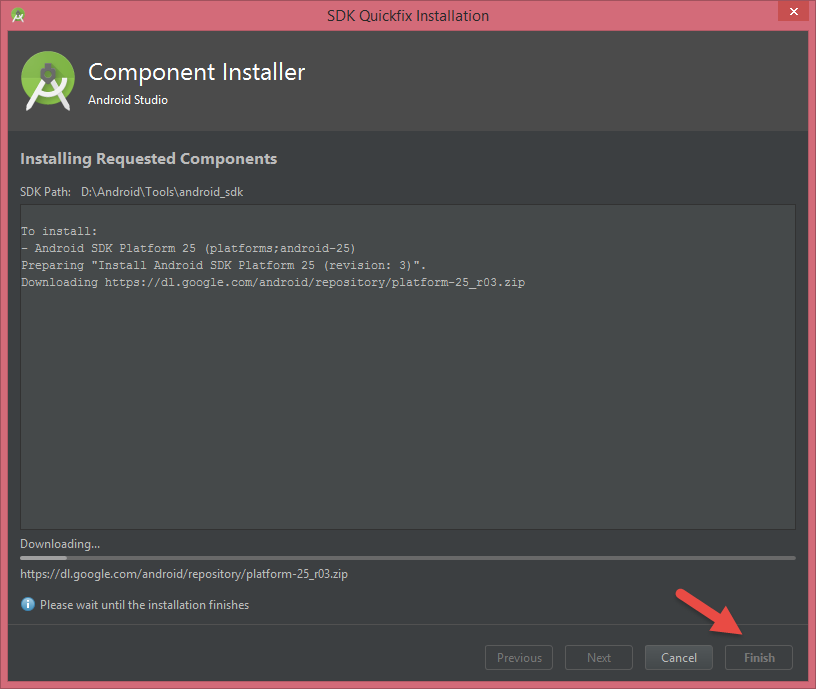 SDK Quickfix Installation
Component Installer
Android Studio
Installing Requested Components
SDK Path: D:\Android\Tools\android_sdk
To install:
- Android SDK Platform 25 (platforms;android-25)
Preparing "Install Android SDK Platform 25 (revision: 3)".
Downloading https://dl.google.com/android/repository/platform-25_r03.zip
Downloading...
https://dl.google.com/android/repository/platform-25_r03.zip
Please wait until the installation finishes
Previous Next Cancel Finish